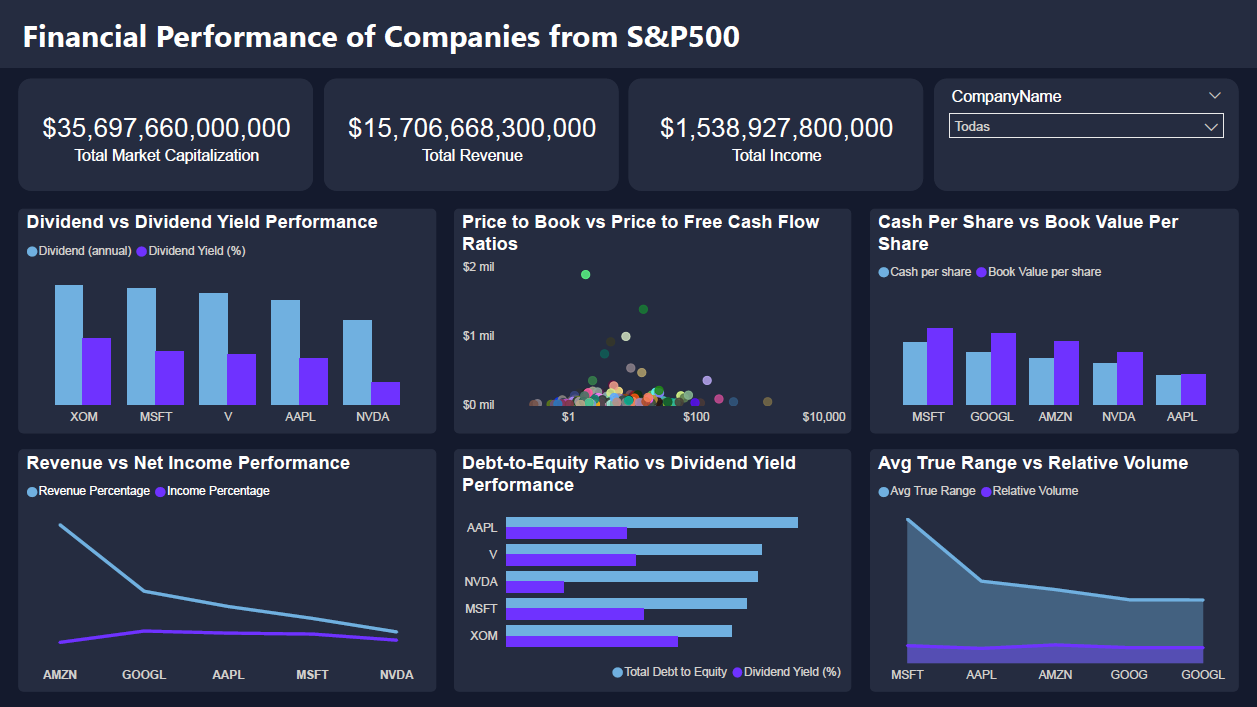 Financial Performance of Companies from S&P500
$35,697,660,000,000
Total Market Capitalization
$15,706,668,300,000
Total Revenue
$1,538,927,800,000
Total Income
CompanyName
Todas
Dividend vs Dividend Yield Performance
Dividend (annual) Dividend Yield (%)
XOM MSFT V AAPL NVDA
Price to Book vs Price to Free Cash Flow
Ratios
$2 mil
$1 mil
$0 mil
$1 $100 $10,000
Cash Per Share vs Book Value Per
Share
Cash per share Book Value per share
MSFT GOOGL AMZN NVDA AAPL
Revenue vs Net Income Performance
Revenue Percentage Income Percentage
AMZN GOOGL AAPL MSFT NVDA
Debt-to-Equity Ratio vs Dividend Yield
Performance
AAPL
V
NVDA
MSFT
XOM
Total Debt to Equity Dividend Yield (%)
Avg True Range vs Relative Volume
Avg True Range Relative Volume
MSFT AAPL AMZN GOOG GOOGL